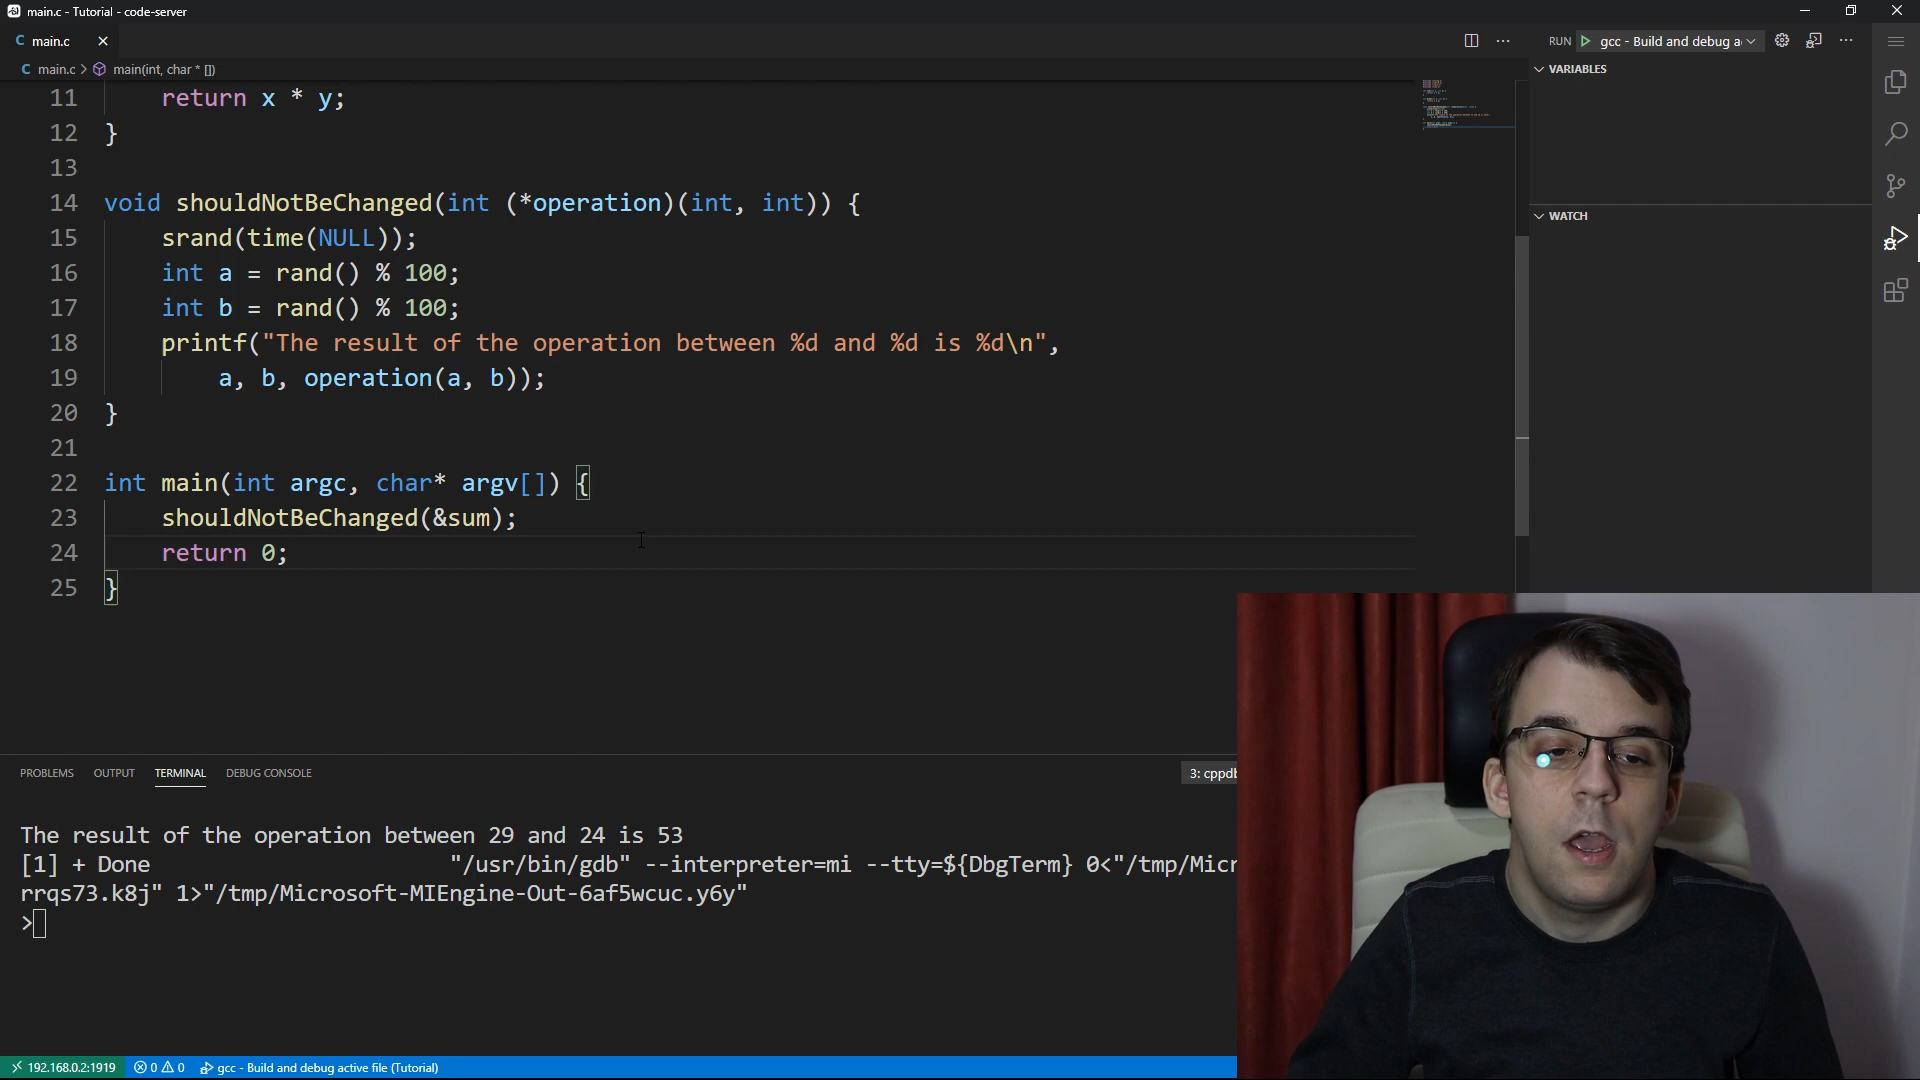 main.c - Tutorial - code-server
C main.c
RUN gcc - Build and debug a
C main.c > main(int, char * [])
VARIABLES
11 return x * y;
12 }
13
14 void shouldNotBeChanged(int (*operation)(int, int)) {
15 srand(time(NULL));
16 int a = rand() % 100;
17 int b = rand() % 100;
18 printf("The result of the operation between %d and %d is %d\n",
19 a, b, operation(a, b));
20 }
21
22 int main(int argc, char* argv[]) {
23 shouldNotBeChanged(&sum);
24 return 0;
25 }
WATCH
PROBLEMS OUTPUT TERMINAL DEBUG CONSOLE 3: cppdb
The result of the operation between 29 and 24 is 53
[1] + Done "/usr/bin/gdb" --interpreter=mi --tty=${DbgTerm} 0<"/tmp/Micr
rrqs73.k8j" 1>"/tmp/Microsoft-MIEngine-Out-6af5wcuc.y6y"
>
192.168.0.2:1919 0 0 gcc - Build and debug active file (Tutorial)